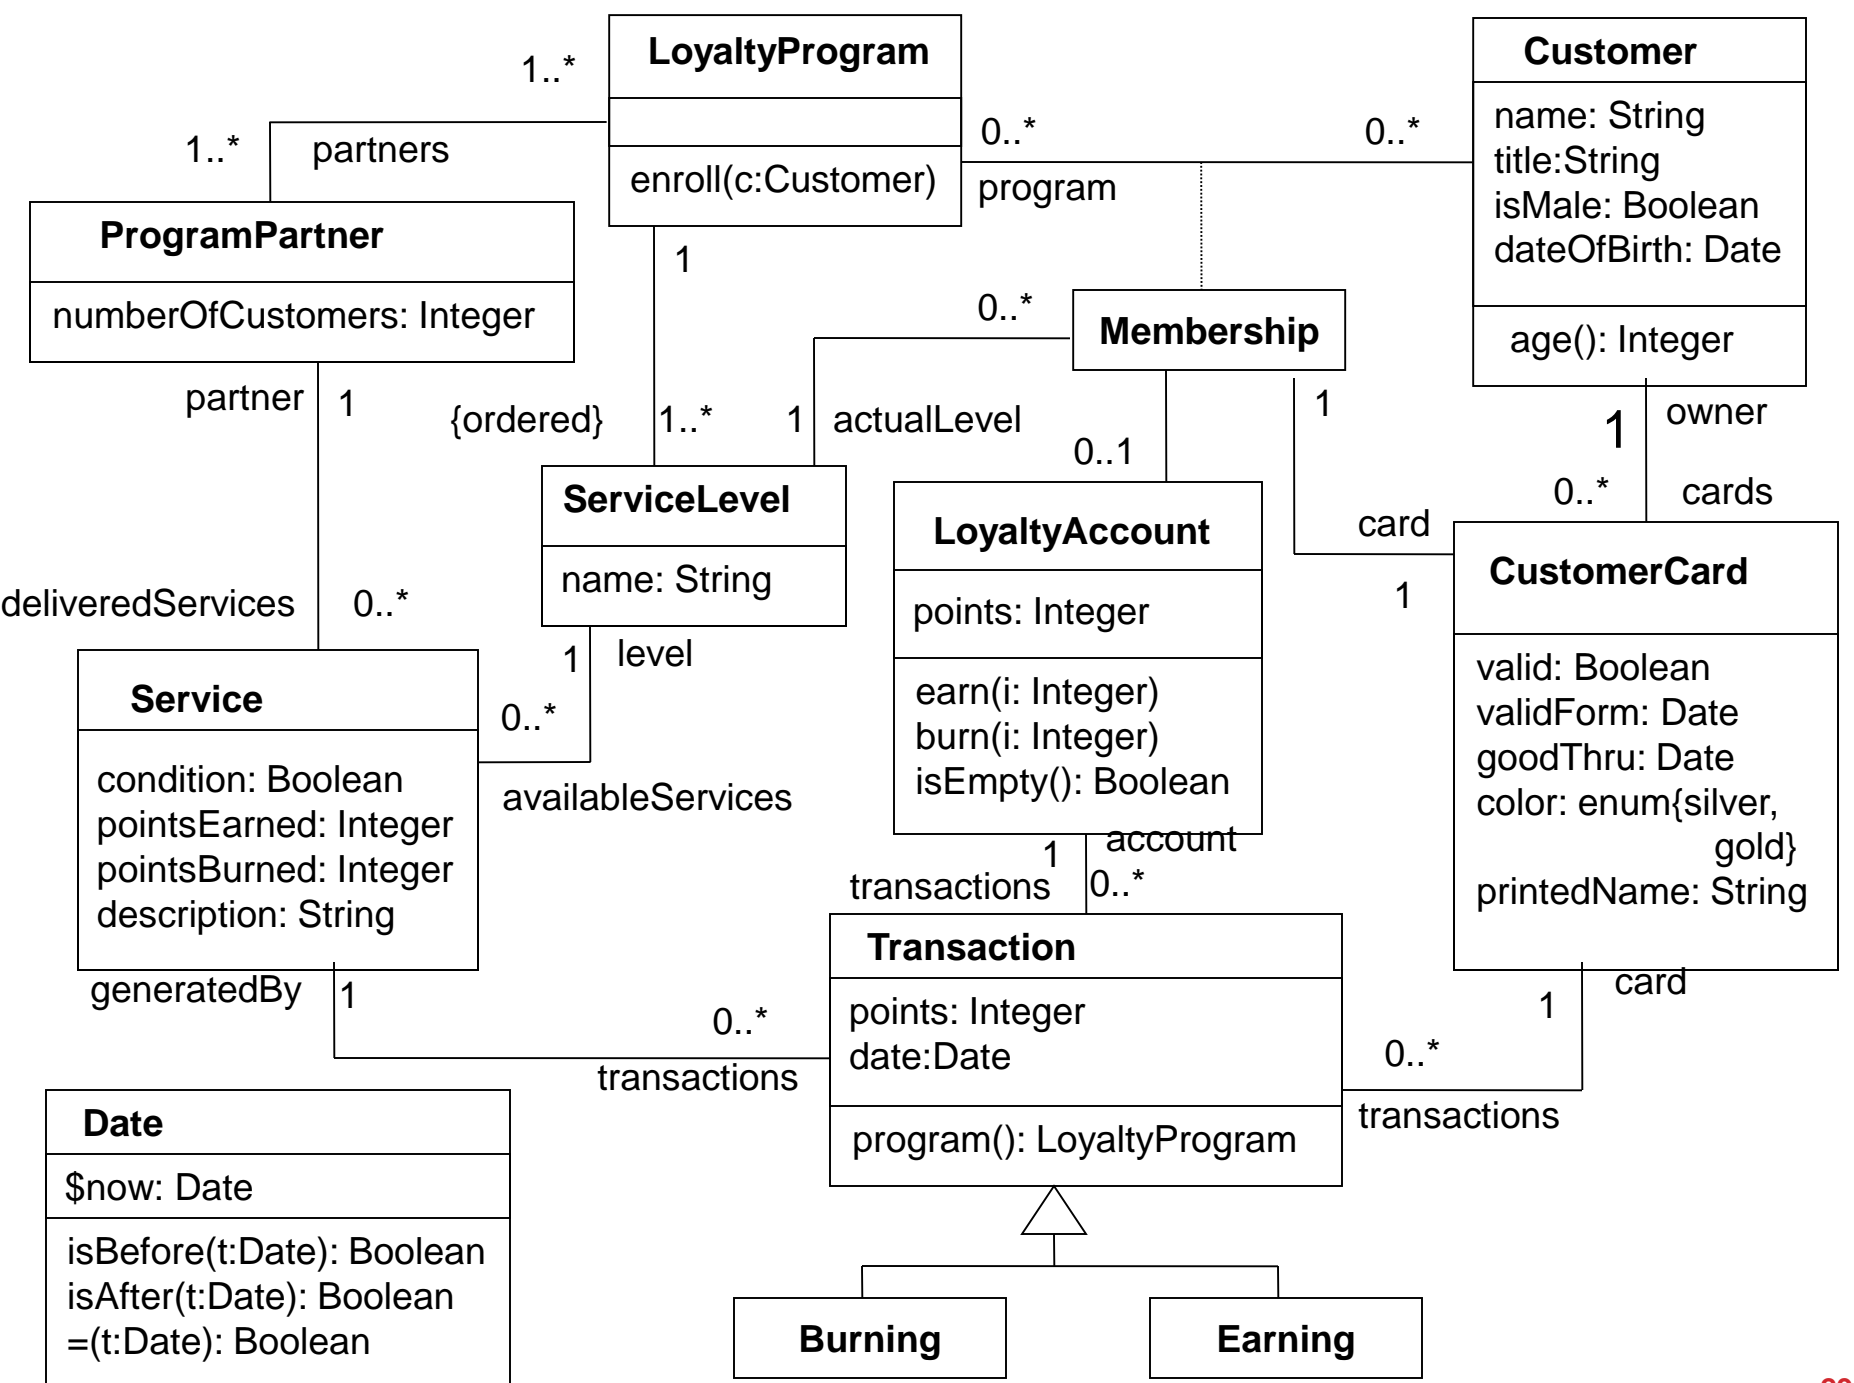 LoyaltyProgram
enroll(c:Customer)
1..*
1..*
partners
0..*
0..*
program
Customer
name: String
title:String
isMale: Boolean
dateOfBirth: Date
age(): Integer
ProgramPartner
numberOfCustomers: Integer
1
0..*
Membership
partner
1
{ordered}
1..*
1
actualLevel
0..1
1
1
owner
0..*
cards
card
1
ServiceLevel
name: String
LoyaltyAccount
points: Integer
earn(i: Integer)
burn(i: Integer)
isEmpty(): Boolean
CustomerCard
valid: Boolean
validForm: Date
goodThru: Date
color: enum{silver,
gold}
printedName: String
deliveredServices
0..*
1
level
0..*
availableServices
Service
condition: Boolean
pointsEarned: Integer
pointsBurned: Integer
description: String
1
account
transactions
0..*
generatedBy
1
0..*
transactions
Transaction
points: Integer
date:Date
program(): LoyaltyProgram
card
1
0..*
transactions
Date
$now: Date
isBefore(t:Date): Boolean
isAfter(t:Date): Boolean
=(t:Date): Boolean
Burning
Earning